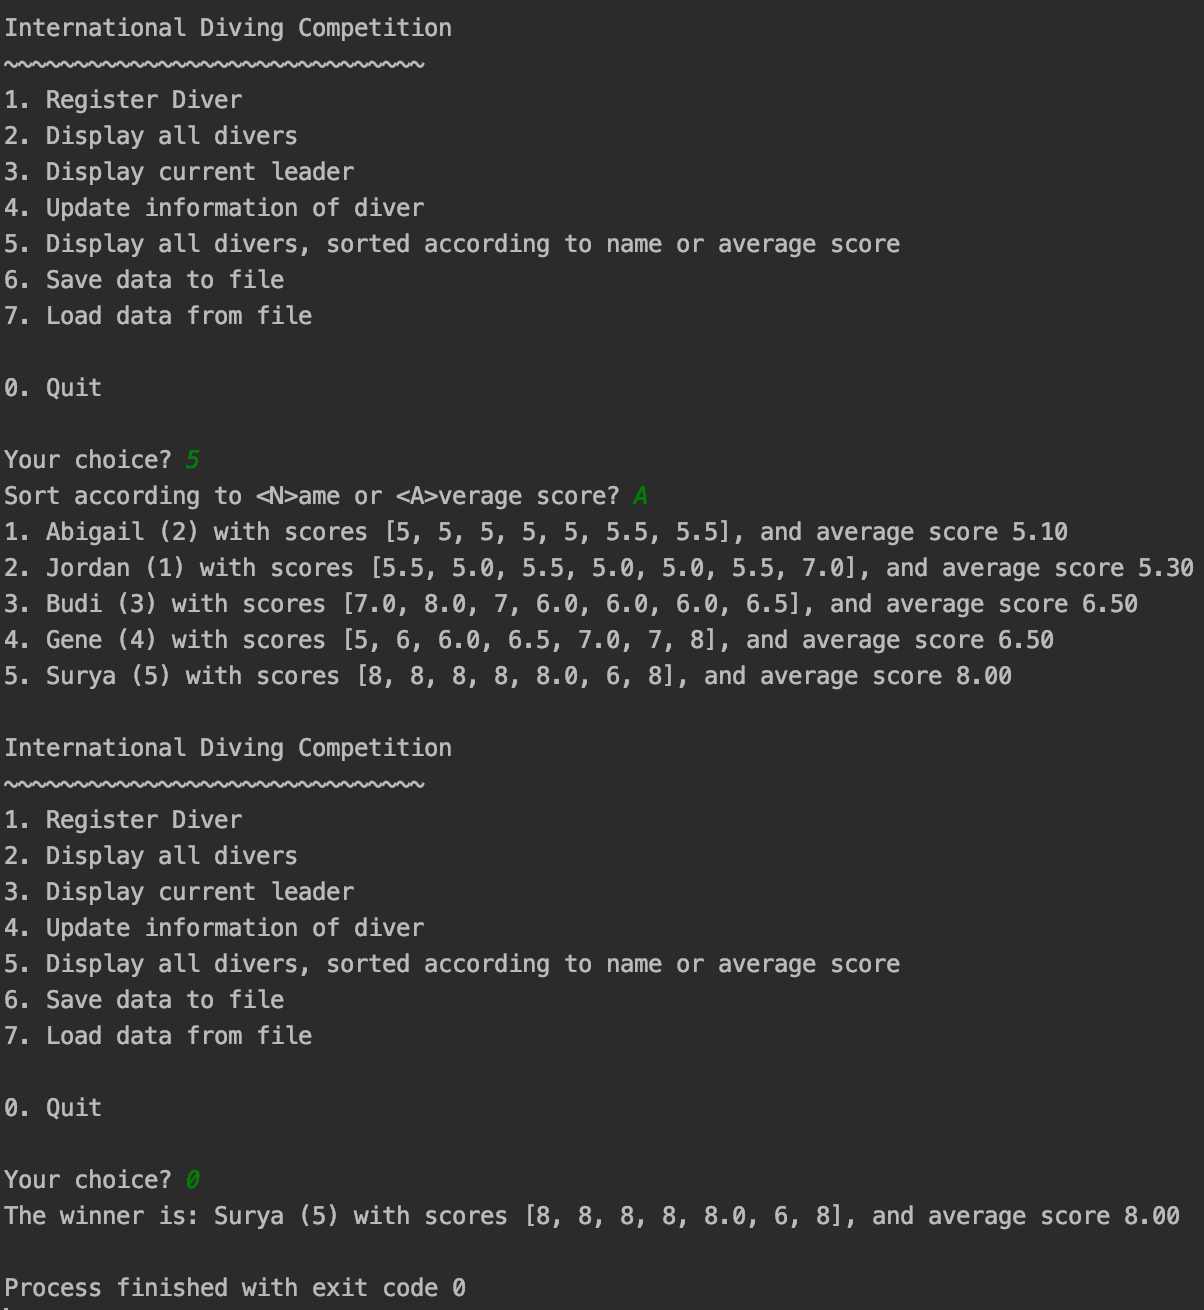 International Diving Competition
~~~~~~~~~~~~~~~~~~~~~~~~~~~~~~
1. Register Diver
2. Display all divers
3. Display current leader
4. Update information of diver
5. Display all divers, sorted according to name or average score
6. Save data to file
7. Load data from file
0. Quit
Your choice? 5
Sort according to <N>ame or <A>verage score? A
1. Abigail (2) with scores [5, 5, 5, 5, 5, 5.5, 5.5], and average score 5.10
2. Jordan (1) with scores [5.5, 5.0, 5.5, 5.0, 5.0, 5.5, 7.0], and average score 5.30
3. Budi (3) with scores [7.0, 8.0, 7, 6.0, 6.0, 6.0, 6.5], and average score 6.50
4. Gene (4) with scores [5, 6, 6.0, 6.5, 7.0, 7, 8], and average score 6.50
5. Surya (5) with scores [8, 8, 8, 8, 8.0, 6, 8], and average score 8.00
International Diving Competition
~~~~~~~~~~~~~~~~~~~~~~~~~~~~~~
1. Register Diver
2. Display all divers
3. Display current leader
4. Update information of diver
5. Display all divers, sorted according to name or average score
6. Save data to file
7. Load data from file
0. Quit
Your choice? 0
The winner is: Surya (5) with scores [8, 8, 8, 8, 8.0, 6, 8], and average score 8.00
Process finished with exit code 0